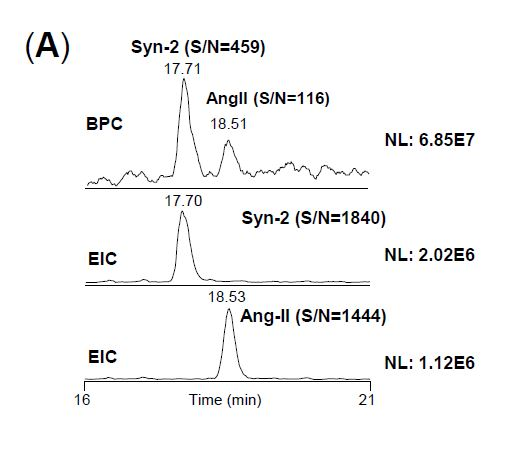 (A)
Syn-2 (S/N=459)
17.71
AngII (S/N=116)
18.51
BPC
NL: 6.85E7
17.70
Syn-2 (S/N=1840)
EIC
NL: 2.02E6
18.53
Ang-II (S/N=1444)
EIC
NL: 1.12E6
16 Time (min) 21